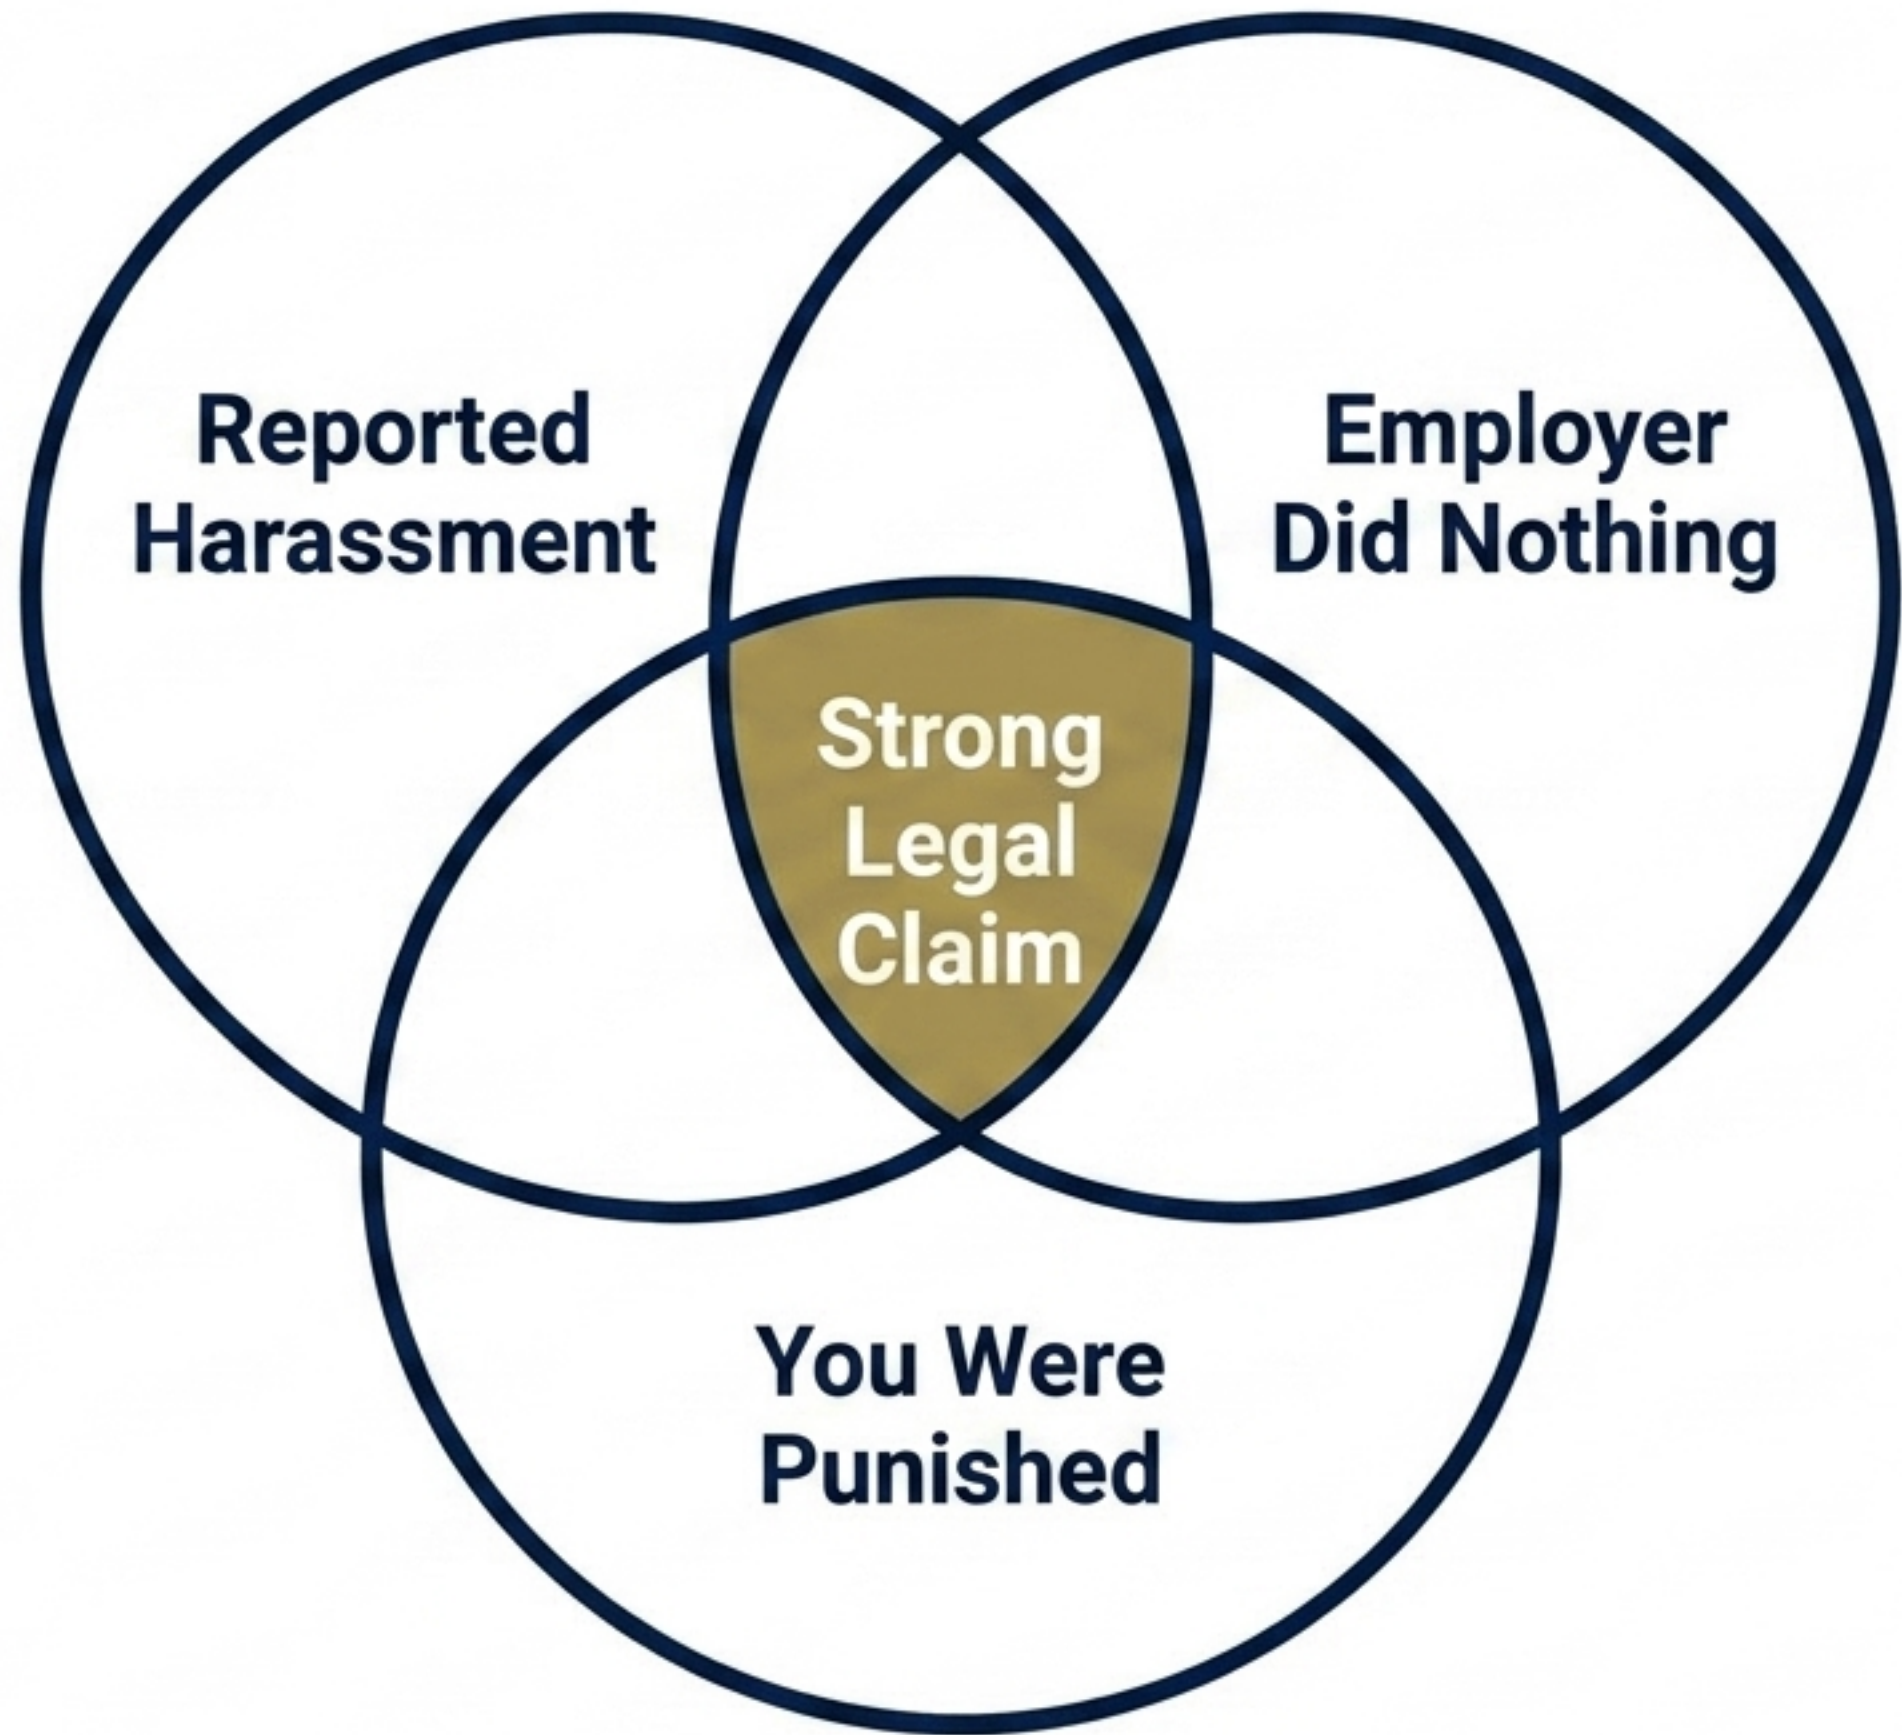 Reported
Harassment
Employer
Did Nothing
Strong
Legal
Claim
You Were
Punished